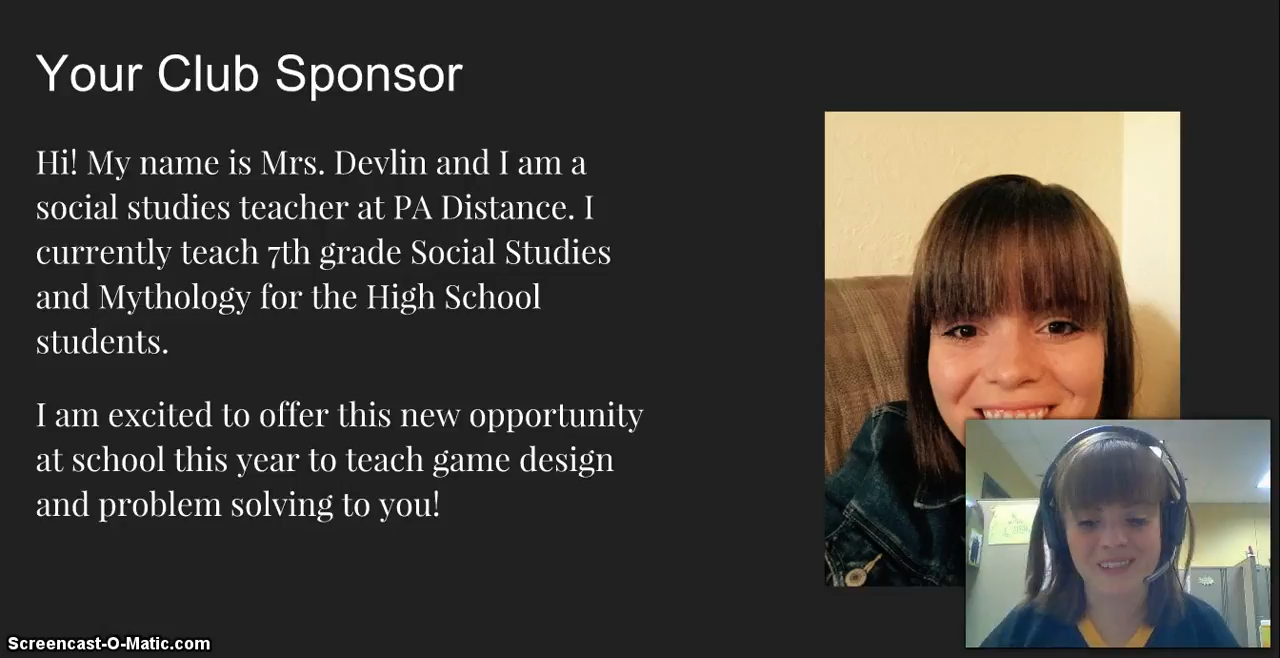 Your Club Sponsor
Hi! My name is Mrs. Devlin and I am a
social studies teacher at PA Distance. I
currently teach 7th grade Social Studies
and Mythology for the High School
students.
I am excited to offer this new opportunity
at school this year to teach game design
and problem solving to you!
Screencast-O-Matic.com